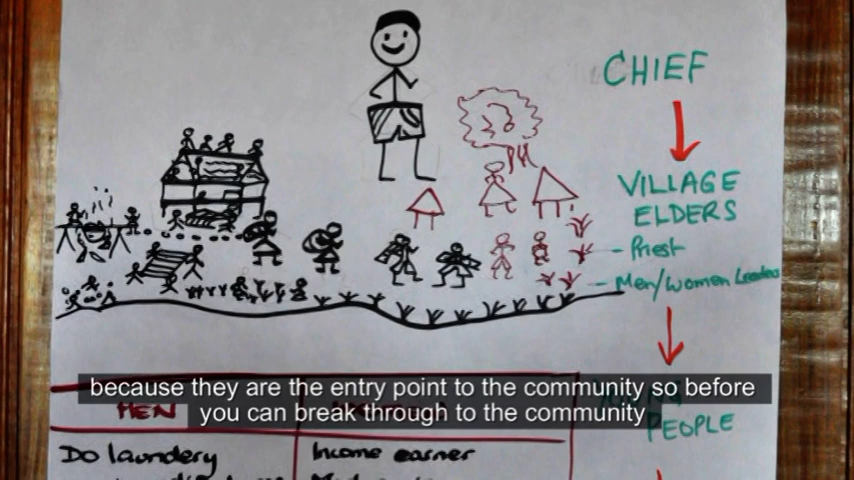 CHIEF
VILLAGE
ELDERS
- Priest
- Men/Women Leaders
because they are the entry point to the community so before
you can break through to the community
MEN
PEOPLE
Do laundery
Income earner